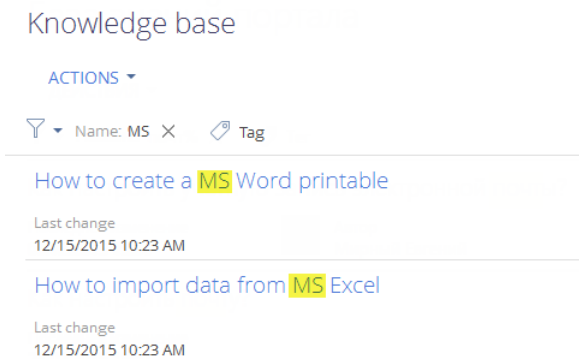 Knowledge base
ACTIONS
Name: MS Tag
How to create a MS Word printable
Last change
12/15/2015 10:23 AM
How to import data from MS Excel
Last change
12/15/2015 10:23 AM